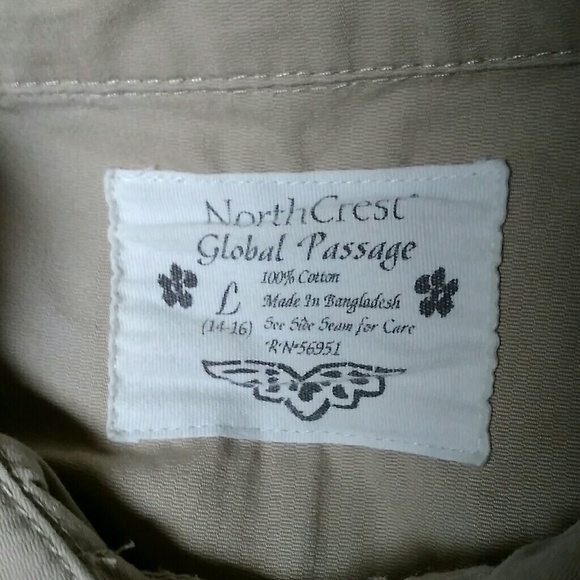 NorthCrest
Global Passage
100% Cotton
L Made In Bangladesh
(14-16) See Side Seam for Care
RN#56951